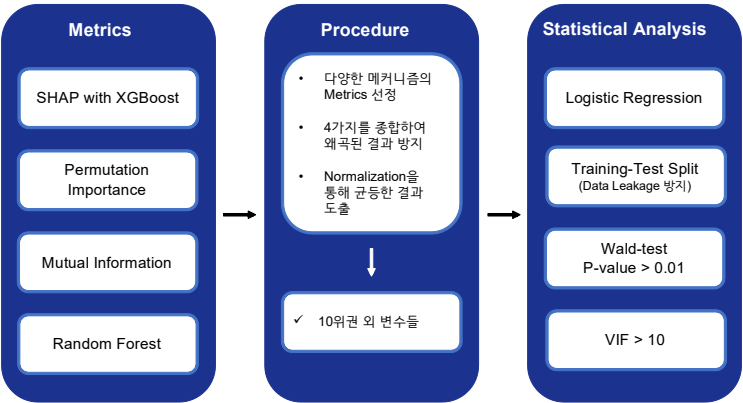 Metrics
SHAP with XGBoost
Permutation
Importance
Mutual Information
Random Forest
Procedure
• 다양한 메커니즘의
Metrics 선정
• 4가지를 종합하여
왜곡된 결과 방지
• Normalization을
통해 균등한 결과
도출
✓ 10위권 외 변수들
Statistical Analysis
Logistic Regression
Training-Test Split
(Data Leakage 방지)
Wald-test
P-value > 0.01
VIF > 10